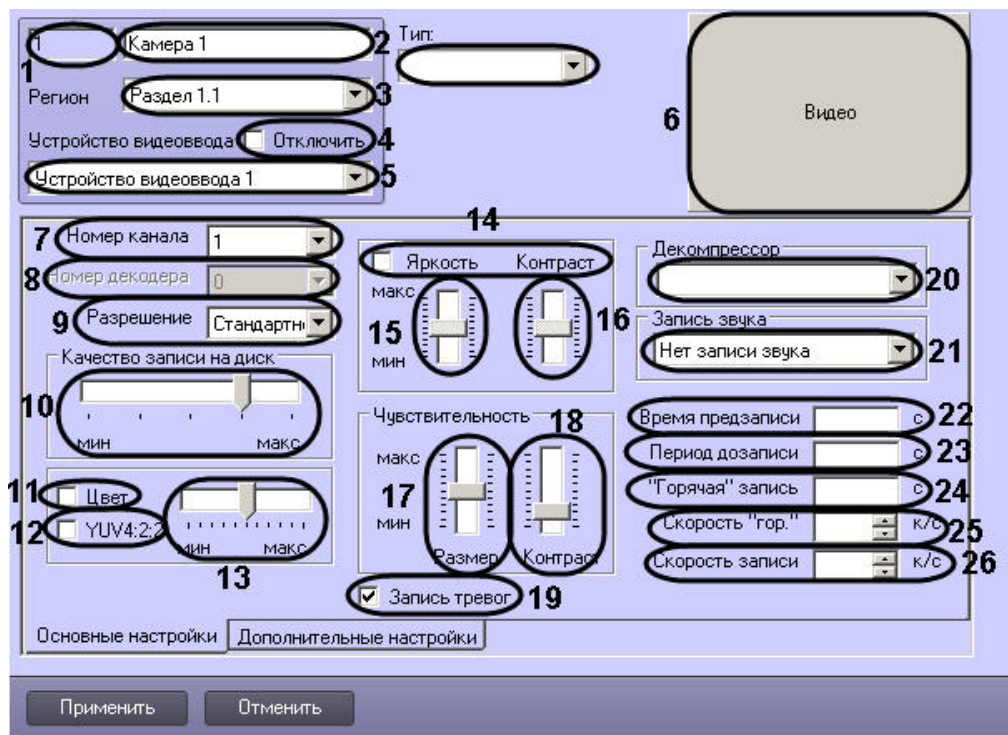 1 Камера 1 2 Тип:
1
Регион Раздел 1.1 3
Устройство видеоввода Отключить 4
Устройство видеоввода 1 5
6 Видео
7 Номер канала 1
8 Номер декодера 0
9 Разрешение Стандартн
Качество записи на диск
10
мин макс
11 Цвет
12 YUV4:2:2
мин макс
13
14
Яркость Контраст
макс
15 16
мин
Чувствительность
18
макс
17
мин
Размер Контраст
Запись тревог 19
Декомпрессор
20
Запись звука
Нет записи звука 21
Время предзаписи с 22
Период дозаписи с 23
"Горячая" запись с 24
Скорость "гор." к/с 25
Скорость записи к/с 26
Основные настройки Дополнительные настройки
Применить Отменить